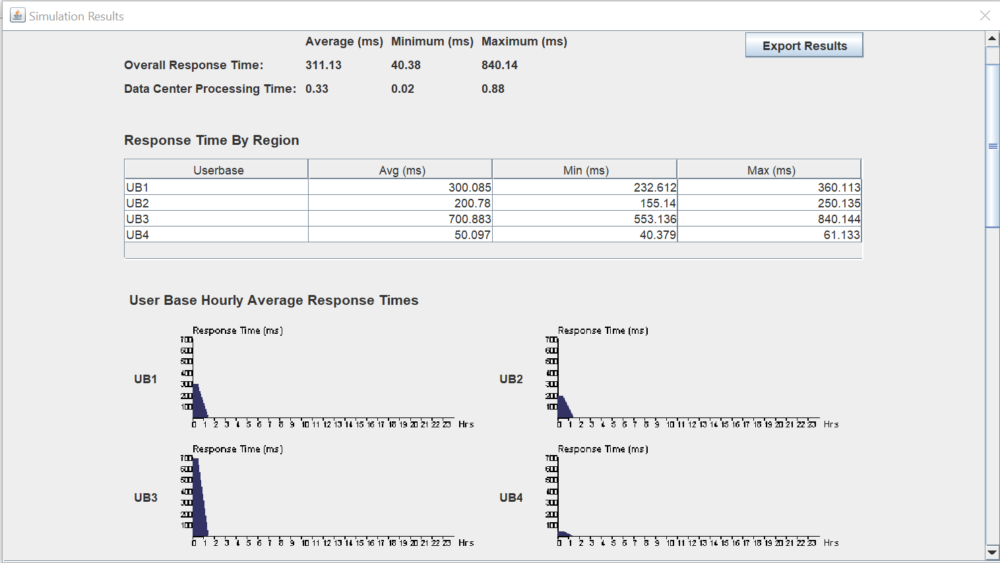 Simulation Results
Average (ms) Minimum (ms) Maximum (ms)
Export Results
Overall Response Time: 311.13 40.38 840.14
Data Center Processing Time: 0.33 0.02 0.88
Response Time By Region
Userbase Avg (ms) Min (ms) Max (ms)
UB1 300.085 232.612 360.113
UB2 200.78 155.14 250.135
UB3 700.883 553.136 840.144
UB4 50.097 40.379 61.133
User Base Hourly Average Response Times
Response Time (ms)
700
600
500
400
300
200
100
UB1
0 1 2 3 4 5 6 7 8 9 10 11 12 13 14 15 16 17 18 19 20 21 22 23 Hrs
Response Time (ms)
700
600
500
400
300
200
100
UB2
0 1 2 3 4 5 6 7 8 9 10 11 12 13 14 15 16 17 18 19 20 21 22 23 Hrs
Response Time (ms)
700
600
500
400
300
200
100
UB3
0 1 2 3 4 5 6 7 8 9 10 11 12 13 14 15 16 17 18 19 20 21 22 23 Hrs
Response Time (ms)
700
600
500
400
300
200
100
UB4
0 1 2 3 4 5 6 7 8 9 10 11 12 13 14 15 16 17 18 19 20 21 22 23 Hrs